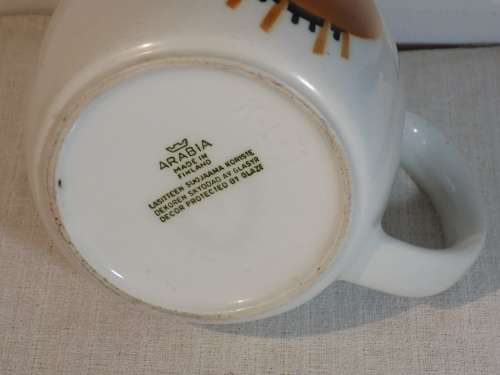 ARABIA
MADE IN
FINLAND
LASITTEEN SUOJAAMA KORISTE
DEKOREN SKYDDAD AV GLASYR
DECOR PROTECTED BY GLAZE